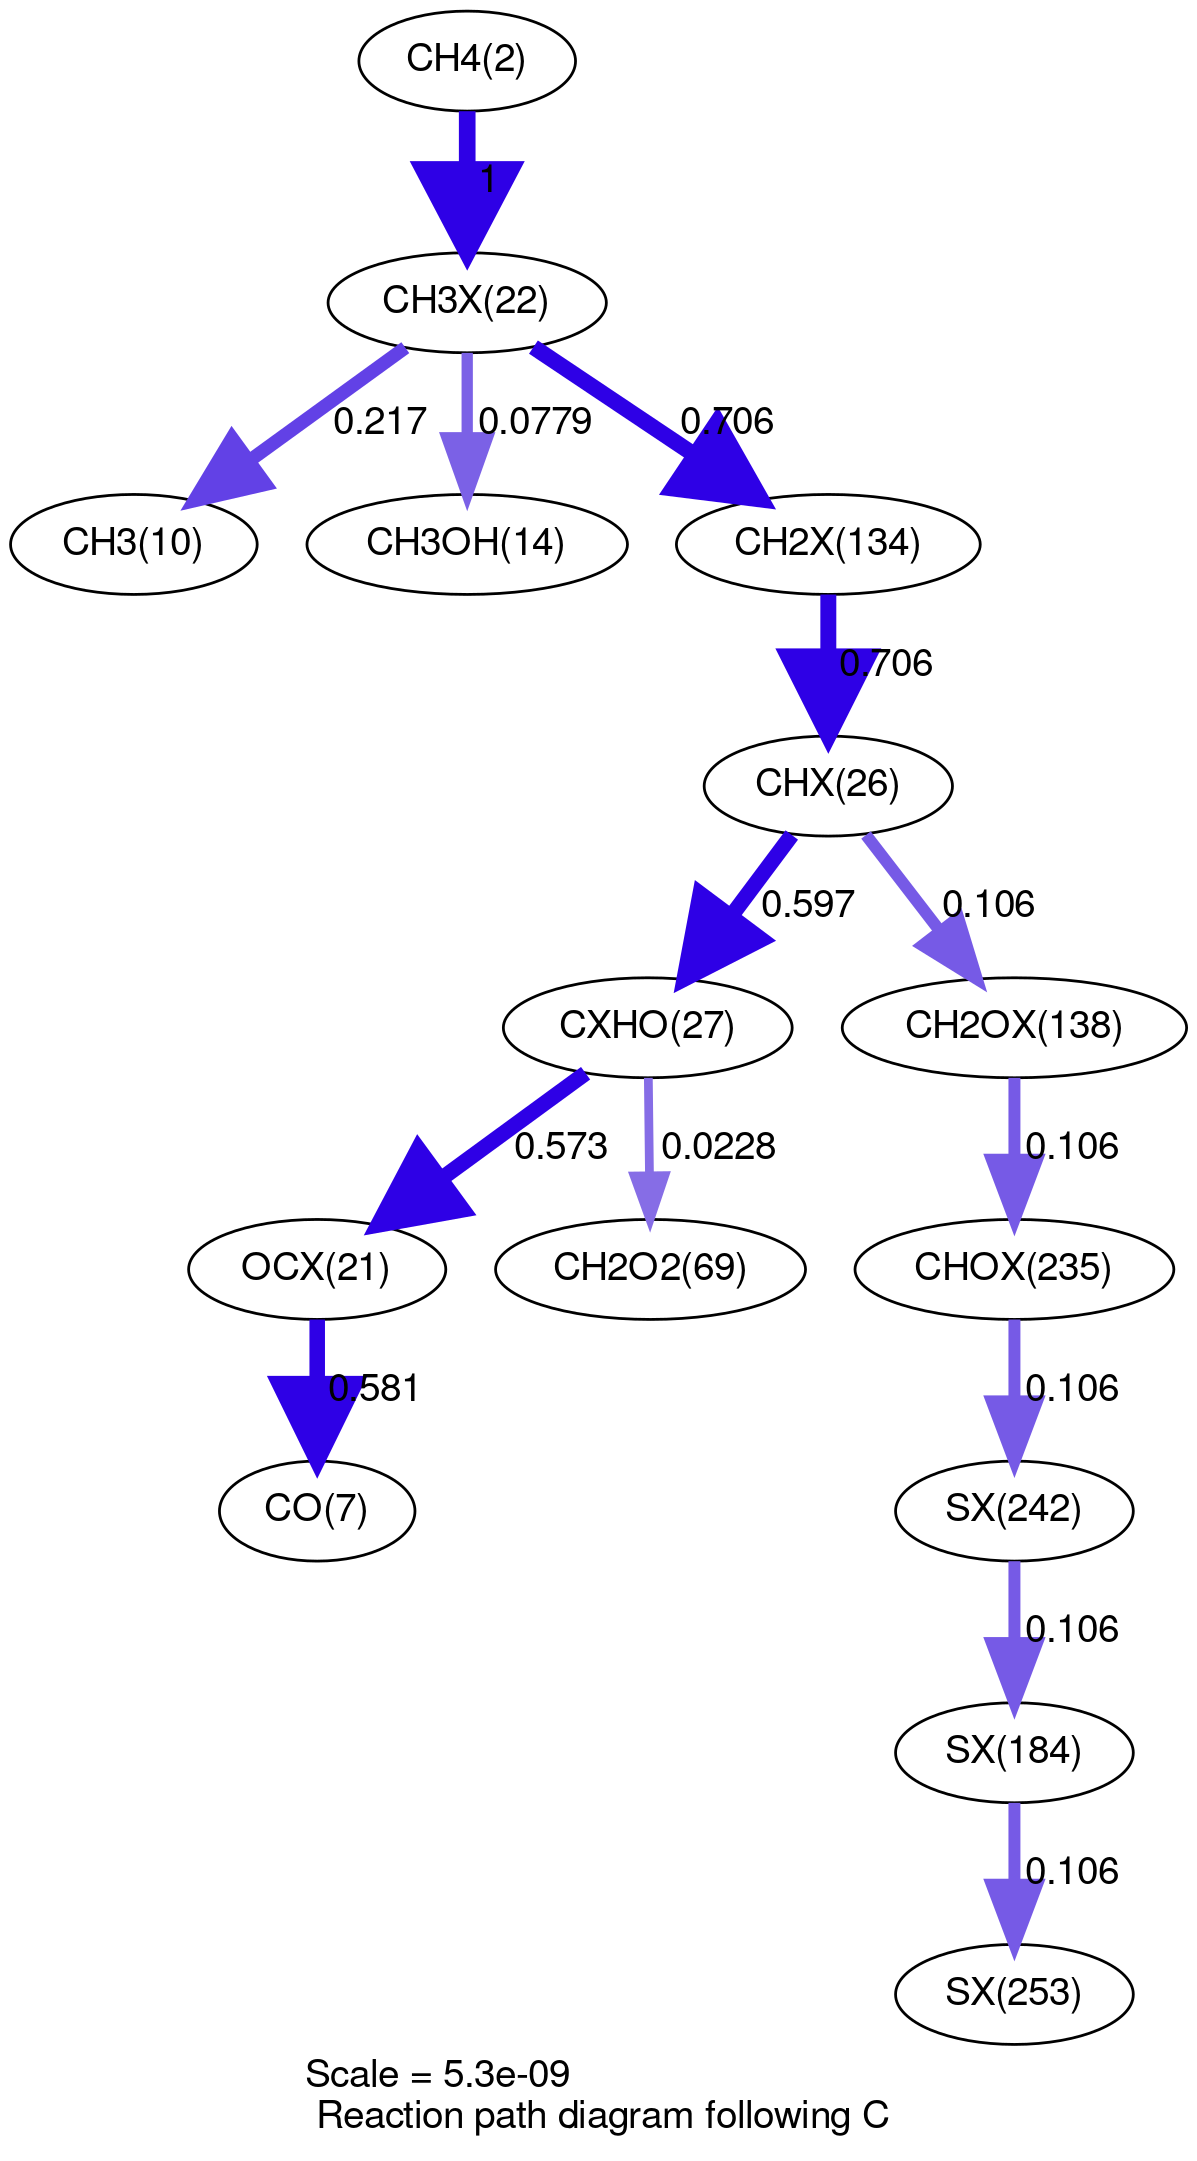 CH4(2)
1
CH3X(22)
0.217
0.0779
0.706
CH3(10)
CH3OH(14)
CH2X(134)
0.706
CHX(26)
0.597
0.106
CXHO(27)
CH2OX(138)
0.573
0.0228
0.106
OCX(21)
CH2O2(69)
CHOX(235)
0.581
0.106
CO(7)
SX(242)
0.106
SX(184)
0.106
SX(253)
Scale = 5.3e-09
Reaction path diagram following C